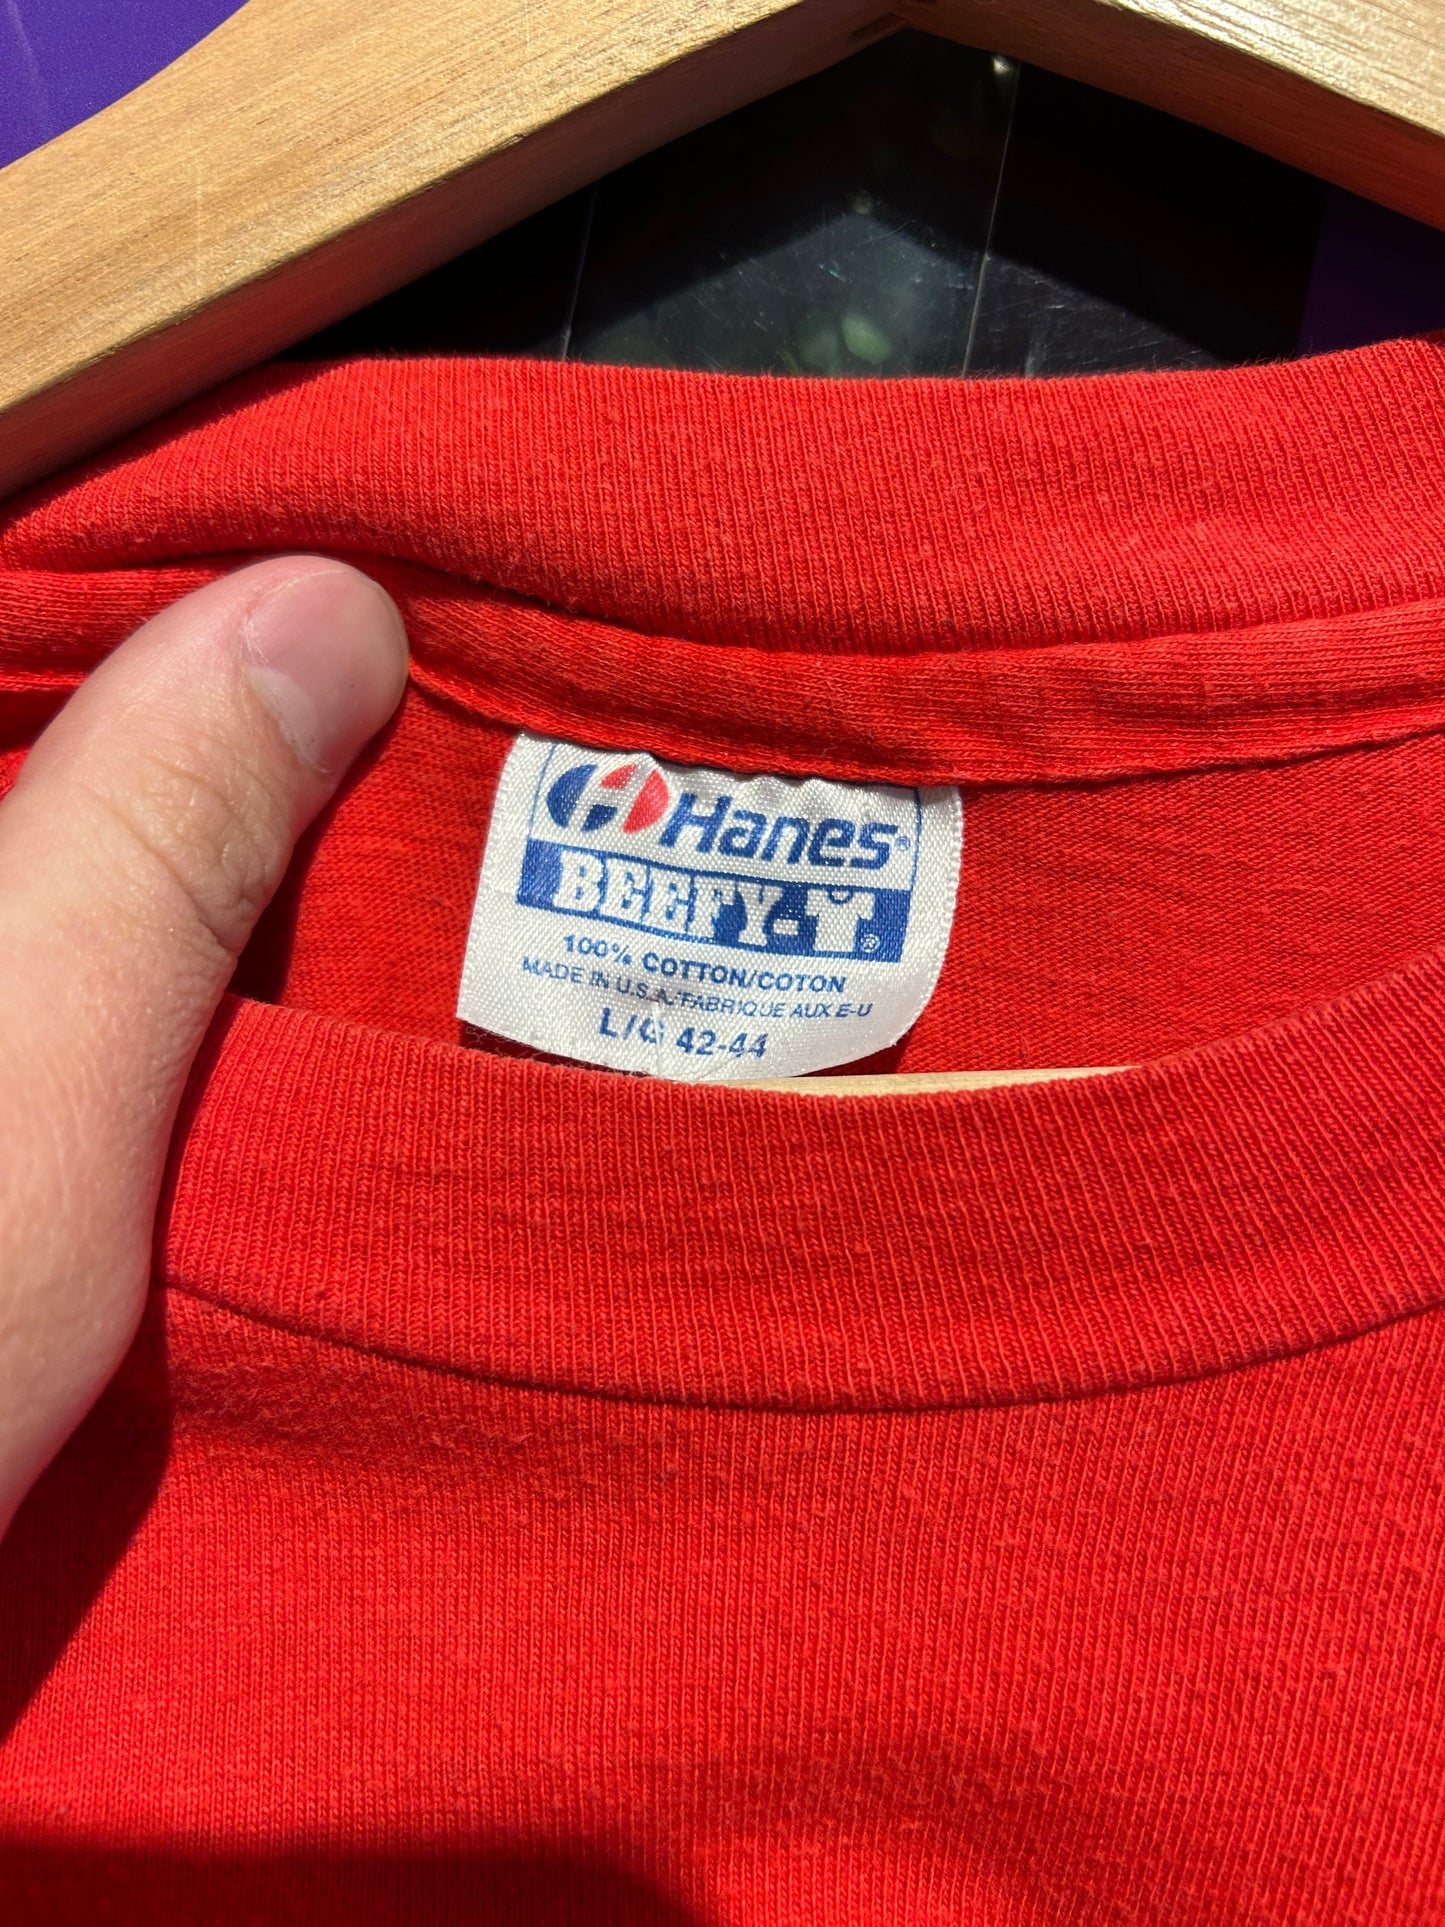 Hanes®
BEEFY-T®
100% COTTON/COTON
MADE IN U.S.A./FABRIQUE AUX E-U
L/G 42-44